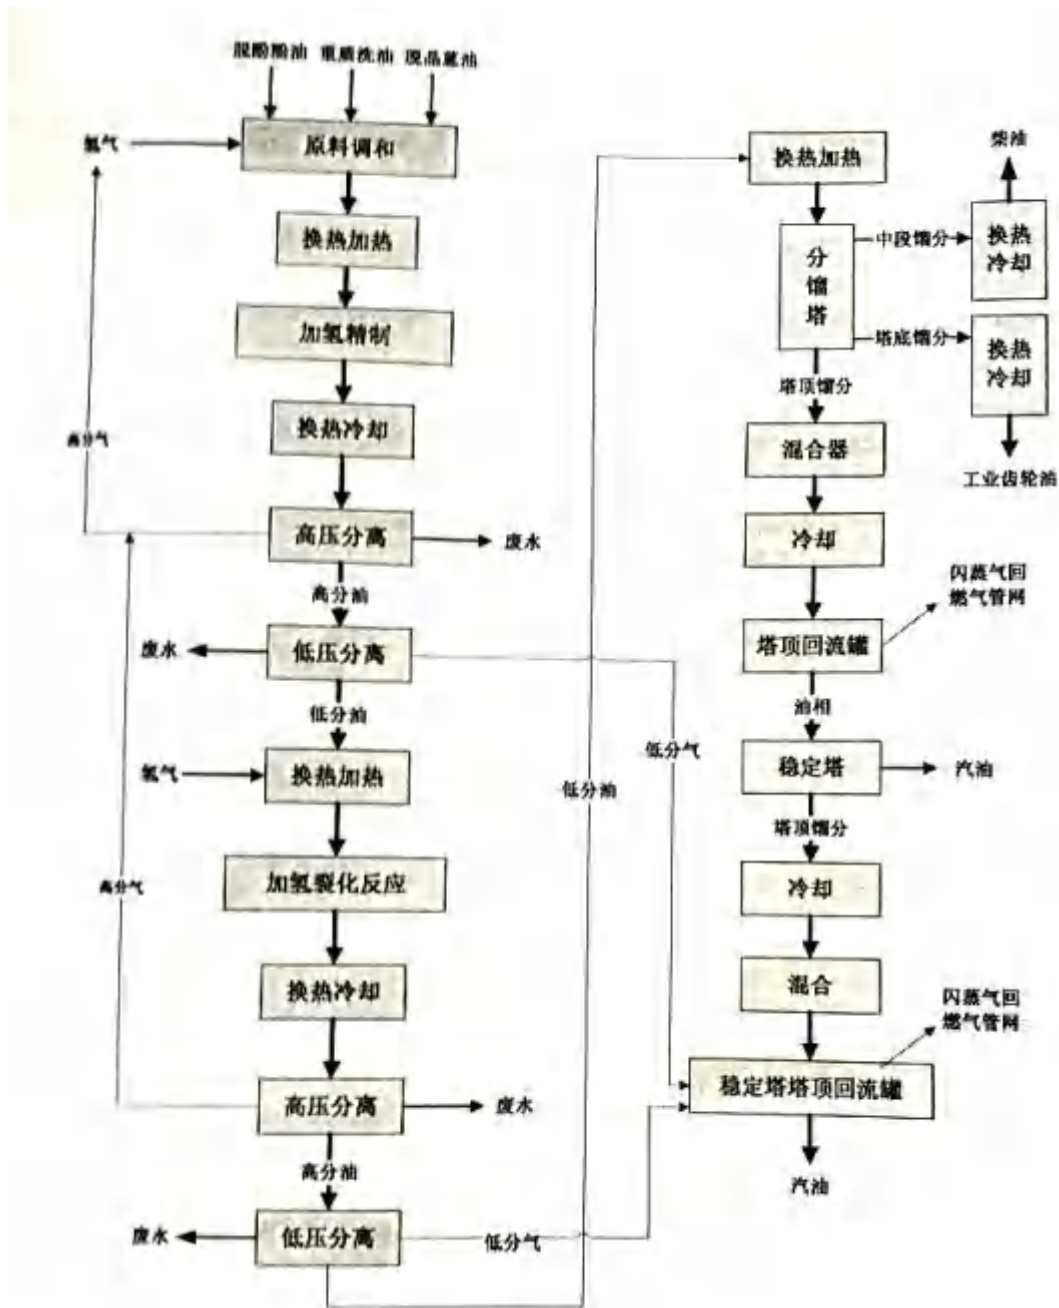 脱酚酚油 重质洗油 脱晶蒽油
氢气
原料调和
换热加热
加氢精制
换热冷却
高分气
高压分离
废水
高分油
废水
低压分离
低分油
氢气
换热加热
加氢裂化反应
高分气
换热冷却
高压分离
废水
高分油
废水
低压分离
低分气
低分油
低分气
换热加热
柴油
分馏塔
中段馏分
换热
冷却
塔底馏分
换热
冷却
工业齿轮油
塔顶馏分
混合器
冷却
闪蒸气回
燃气管网
塔顶回流罐
油相
稳定塔
汽油
塔顶馏分
冷却
混合
闪蒸气回
燃气管网
稳定塔塔顶回流罐
汽油